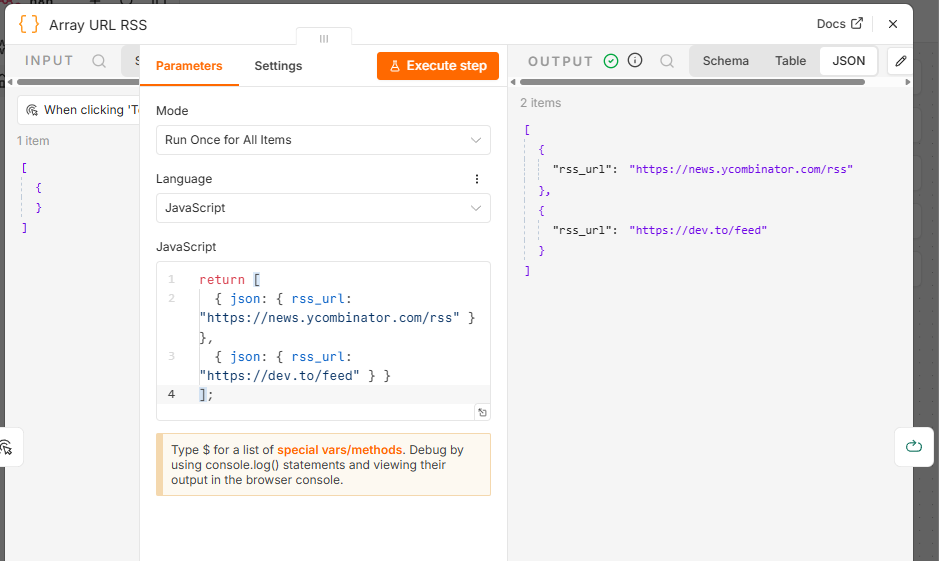 Array URL RSS
Docs
INPUT
Parameters
Settings
Execute step
OUTPUT
Schema
Table
JSON
When clicking 'T
1 item
[
{
}
]
Mode
Run Once for All Items
Language
JavaScript
JavaScript
1 return [
2 { json: { rss_url:
"https://news.ycombinator.com/rss" }
},
3 { json: { rss_url:
"https://dev.to/feed" } }
4 ];
Type $ for a list of special vars/methods. Debug by
using console.log() statements and viewing their
output in the browser console.
2 items
[
{
"rss_url": "https://news.ycombinator.com/rss"
},
{
"rss_url": "https://dev.to/feed"
}
]